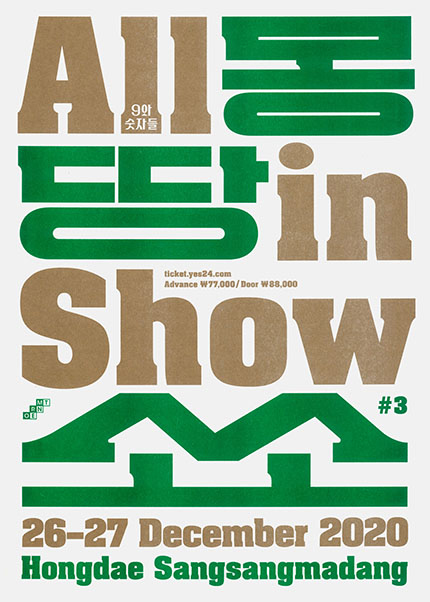 All 몽
9와
숫자들
땅 in
ticket.yes24.com
Advance ₩77,000/Door ₩88,000
Show
#3
쇼
26–27 December 2020
Hongdae Sangsangmadang